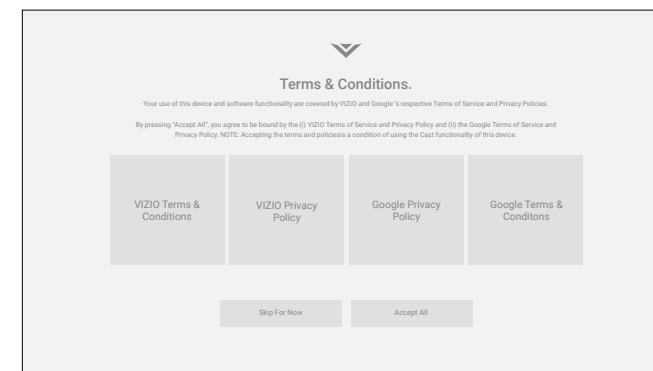 Terms & Conditions.
Your use of this device and software functionality are covered by VIZIO and Google 's respective Terms of Service and Privacy Policies.
By pressing "Accept All", you agree to be bound by the (i) VIZIO Terms of Service and Privacy Policy and (ii) the Google Terms of Service and
Privacy Policy. NOTE: Accepting the terms and policiesis a condition of using the Cast functionality of this device.
VIZIO Terms &
Conditions
VIZIO Privacy
Policy
Google Privacy
Policy
Google Terms &
Conditons
Skip For Now
Accept All